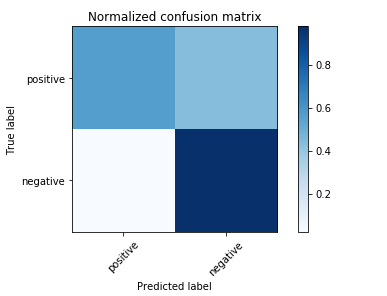 Normalized confusion matrix
True label
positive
negative
positive
negative
Predicted label
0.8
0.6
0.4
0.2